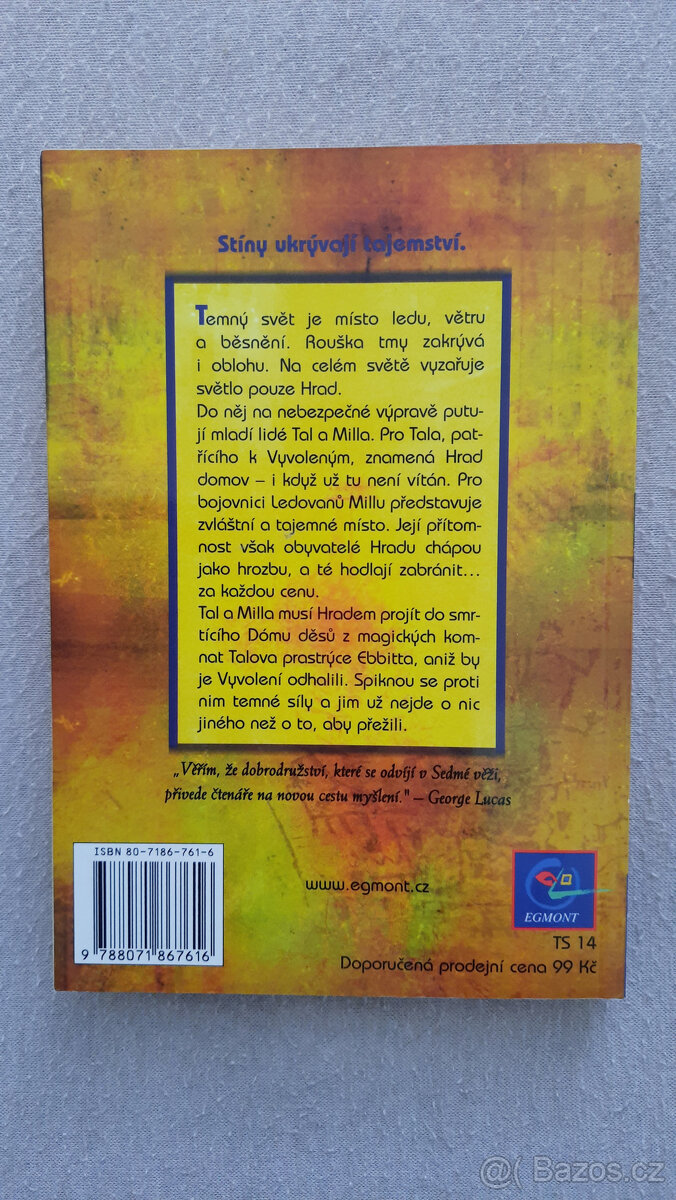 Stíny ukrývají tajemství.
Temný svět je místo ledu, větru
a běsnění. Rouška tmy zakrývá
i oblohu. Na celém světě vyzařuje
světlo pouze Hrad.
Do něj na nebezpečné výpravě putu-
jí mladí lidé Tal a Milla. Pro Tala, pat-
řícího k Vyvoleným, znamená Hrad
domov – i když už tu není vítán. Pro
bojovnici Ledovanů Millu představuje
zvláštní a tajemné místo. Její přítom-
nost však obyvatelé Hradu chápou
jako hrozbu, a té hodlají zabránit...
za každou cenu.
Tal a Milla musí Hradem projít do smr-
tícího Dómu děsů z magických kom-
nat Talova prastrýce Ebbitta, aniž by
je Vyvolení odhalili. Spiknou se proti
nim temné síly a jim už nejde o nic
jiného než o to, aby přežili.
„Věřím, že dobrodružství, které se odvíjí v Sedmé věži,
přivede čtenáře na novou cestu myšlení." – George Lucas
ISBN 80-7186-761-6
9 788071 867616
www.egmont.cz
EGMONT
TS 14
Doporučená prodejní cena 99 Kč
@( Bazos.cz